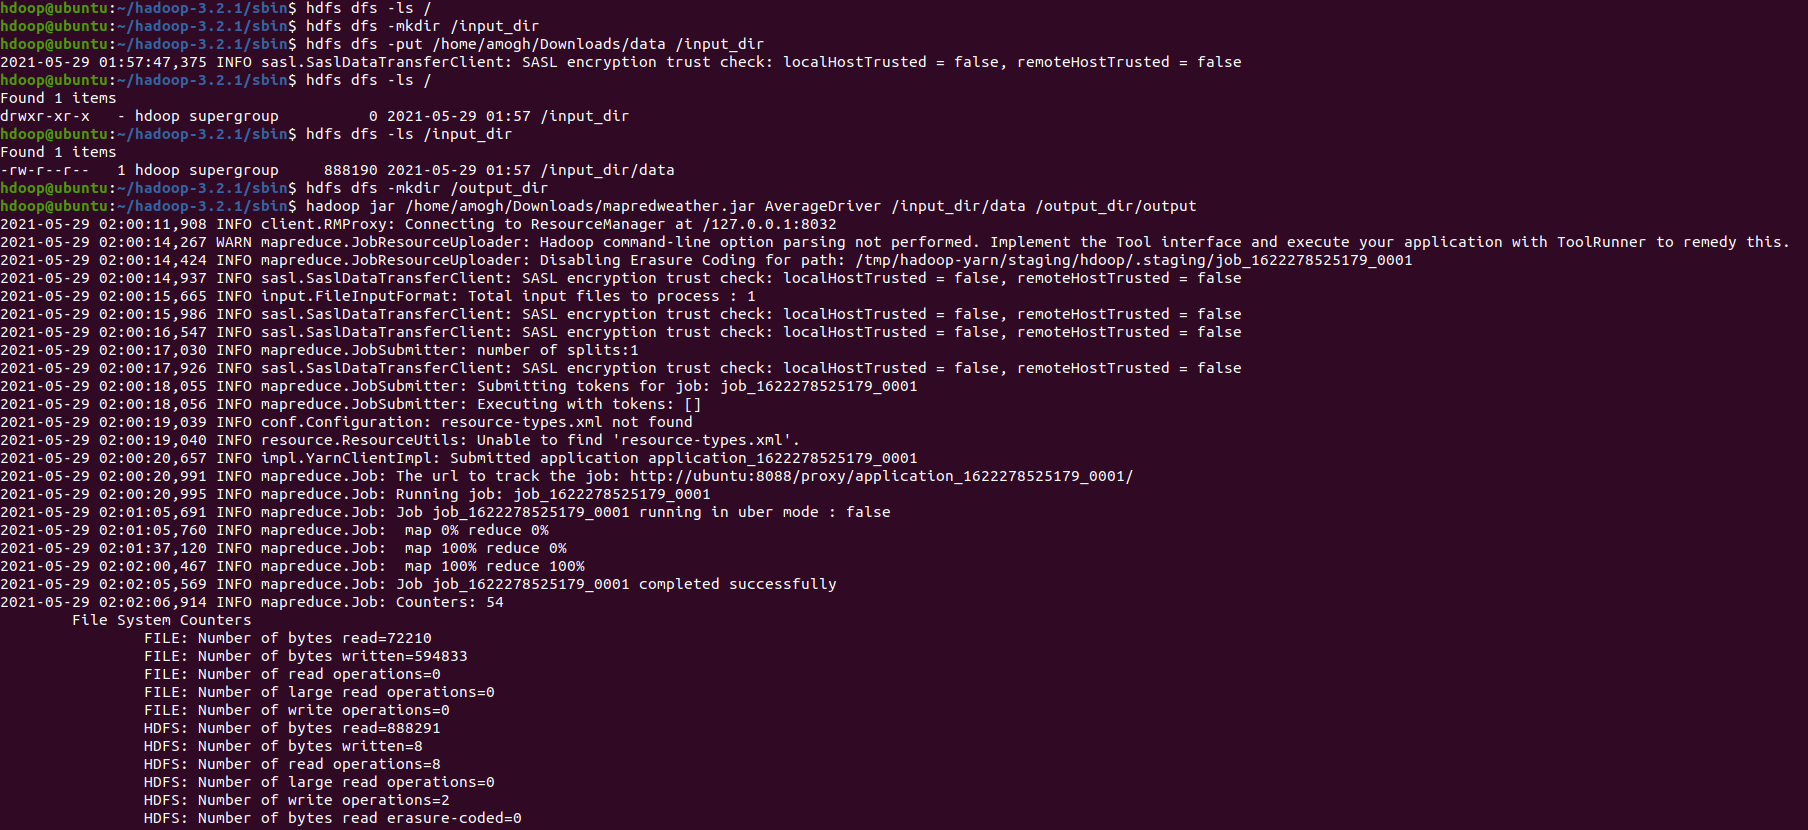 hdoop@ubuntu:~/hadoop-3.2.1/sbin$ hdfs dfs -ls /
hdoop@ubuntu:~/hadoop-3.2.1/sbin$ hdfs dfs -mkdir /input_dir
hdoop@ubuntu:~/hadoop-3.2.1/sbin$ hdfs dfs -put /home/amogh/Downloads/data /input_dir
2021-05-29 01:57:47,375 INFO sasl.SaslDataTransferClient: SASL encryption trust check: localHostTrusted = false, remoteHostTrusted = false
hdoop@ubuntu:~/hadoop-3.2.1/sbin$ hdfs dfs -ls /
Found 1 items
drwxr-xr-x   - hdoop supergroup          0 2021-05-29 01:57 /input_dir
hdoop@ubuntu:~/hadoop-3.2.1/sbin$ hdfs dfs -ls /input_dir
Found 1 items
-rw-r--r--   1 hdoop supergroup     888190 2021-05-29 01:57 /input_dir/data
hdoop@ubuntu:~/hadoop-3.2.1/sbin$ hdfs dfs -mkdir /output_dir
hdoop@ubuntu:~/hadoop-3.2.1/sbin$ hadoop jar /home/amogh/Downloads/mapredweather.jar AverageDriver /input_dir/data /output_dir/output
2021-05-29 02:00:11,908 INFO client.RMProxy: Connecting to ResourceManager at /127.0.0.1:8032
2021-05-29 02:00:14,267 WARN mapreduce.JobResourceUploader: Hadoop command-line option parsing not performed. Implement the Tool interface and execute your application with ToolRunner to remedy this.
2021-05-29 02:00:14,424 INFO mapreduce.JobResourceUploader: Disabling Erasure Coding for path: /tmp/hadoop-yarn/staging/hdoop/.staging/job_1622278525179_0001
2021-05-29 02:00:14,937 INFO sasl.SaslDataTransferClient: SASL encryption trust check: localHostTrusted = false, remoteHostTrusted = false
2021-05-29 02:00:15,665 INFO input.FileInputFormat: Total input files to process : 1
2021-05-29 02:00:15,986 INFO sasl.SaslDataTransferClient: SASL encryption trust check: localHostTrusted = false, remoteHostTrusted = false
2021-05-29 02:00:16,547 INFO sasl.SaslDataTransferClient: SASL encryption trust check: localHostTrusted = false, remoteHostTrusted = false
2021-05-29 02:00:17,030 INFO mapreduce.JobSubmitter: number of splits:1
2021-05-29 02:00:17,926 INFO sasl.SaslDataTransferClient: SASL encryption trust check: localHostTrusted = false, remoteHostTrusted = false
2021-05-29 02:00:18,055 INFO mapreduce.JobSubmitter: Submitting tokens for job: job_1622278525179_0001
2021-05-29 02:00:18,056 INFO mapreduce.JobSubmitter: Executing with tokens: []
2021-05-29 02:00:19,039 INFO conf.Configuration: resource-types.xml not found
2021-05-29 02:00:19,040 INFO resource.ResourceUtils: Unable to find 'resource-types.xml'.
2021-05-29 02:00:20,657 INFO impl.YarnClientImpl: Submitted application application_1622278525179_0001
2021-05-29 02:00:20,991 INFO mapreduce.Job: The url to track the job: http://ubuntu:8088/proxy/application_1622278525179_0001/
2021-05-29 02:00:20,995 INFO mapreduce.Job: Running job: job_1622278525179_0001
2021-05-29 02:01:05,691 INFO mapreduce.Job: Job job_1622278525179_0001 running in uber mode : false
2021-05-29 02:01:05,760 INFO mapreduce.Job:  map 0% reduce 0%
2021-05-29 02:01:37,120 INFO mapreduce.Job:  map 100% reduce 0%
2021-05-29 02:02:00,467 INFO mapreduce.Job:  map 100% reduce 100%
2021-05-29 02:02:05,569 INFO mapreduce.Job: Job job_1622278525179_0001 completed successfully
2021-05-29 02:02:06,914 INFO mapreduce.Job: Counters: 54
File System Counters
FILE: Number of bytes read=72210
FILE: Number of bytes written=594833
FILE: Number of read operations=0
FILE: Number of large read operations=0
FILE: Number of write operations=0
HDFS: Number of bytes read=888291
HDFS: Number of bytes written=8
HDFS: Number of read operations=8
HDFS: Number of large read operations=0
HDFS: Number of write operations=2
HDFS: Number of bytes read erasure-coded=0